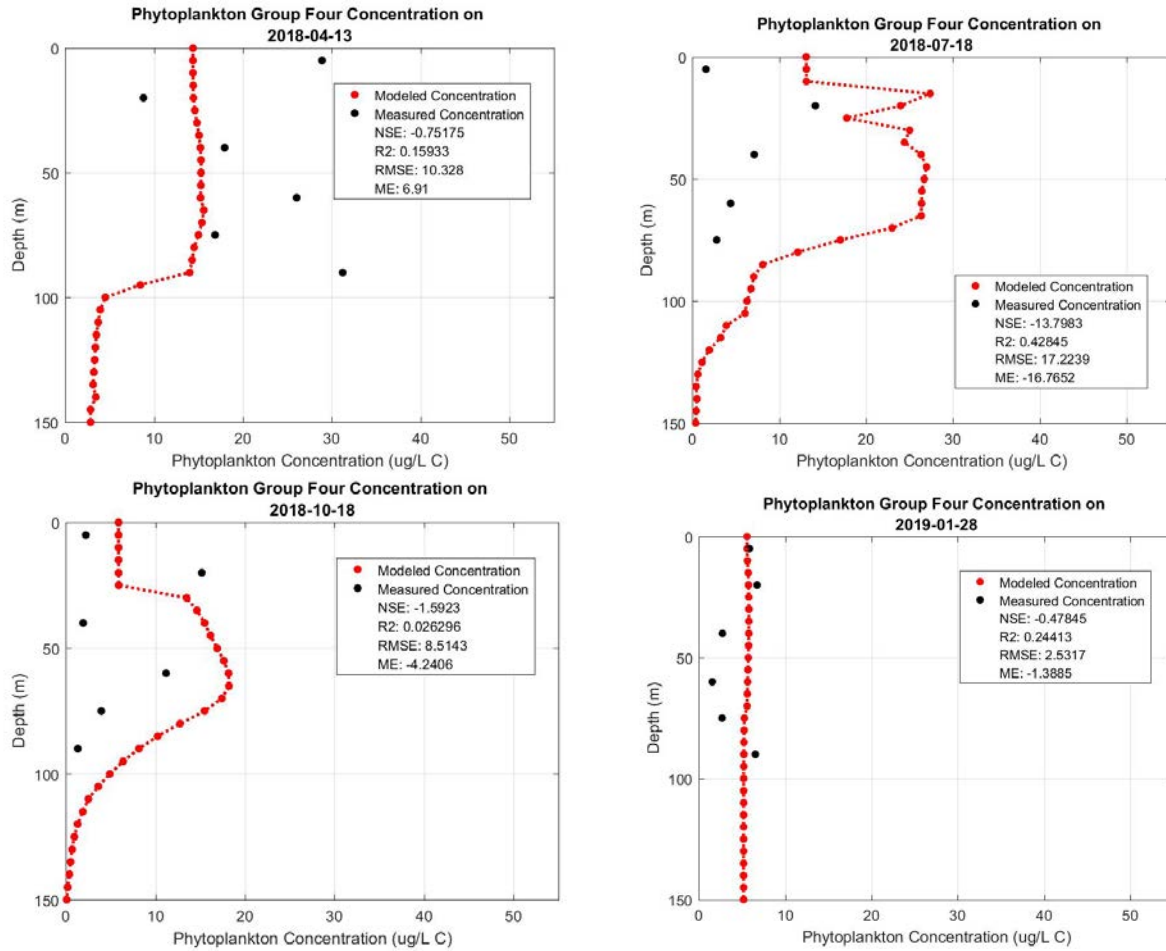 Phytoplankton Group Four Concentration on
2018-04-13
0
50
100
150
Depth (m)
Modeled Concentration
Measured Concentration
NSE: -0.75175
R2: 0.15933
RMSE: 10.328
ME: 6.91
0 10 20 30 40 50
Phytoplankton Concentration (ug/L C)
Phytoplankton Group Four Concentration on
2018-07-18
0
50
100
150
Depth (m)
Modeled Concentration
Measured Concentration
NSE: -13.7983
R2: 0.42845
RMSE: 17.2239
ME: -16.7652
0 10 20 30 40 50
Phytoplankton Concentration (ug/L C)
Phytoplankton Group Four Concentration on
2018-10-18
0
50
100
150
Depth (m)
Modeled Concentration
Measured Concentration
NSE: -1.5923
R2: 0.026296
RMSE: 8.5143
ME: -4.2406
0 10 20 30 40 50
Phytoplankton Concentration (ug/L C)
Phytoplankton Group Four Concentration on
2019-01-28
0
50
100
150
Depth (m)
Modeled Concentration
Measured Concentration
NSE: -0.47845
R2: 0.24413
RMSE: 2.5317
ME: -1.3885
0 10 20 30 40 50
Phytoplankton Concentration (ug/L C)